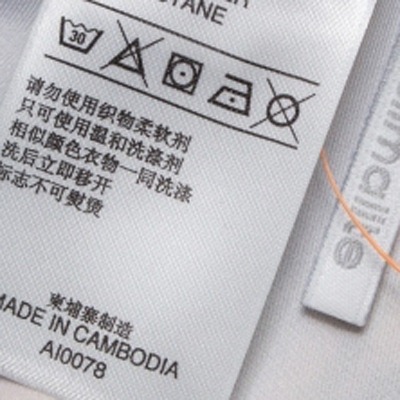 TANE
30
请勿使用织物柔软剂
只可使用温和洗涤剂
相似颜色衣物一同洗涤
洗后立即移开
标志不可熨烫
柬埔寨制造
MADE IN CAMBODIA
AI0078
clima